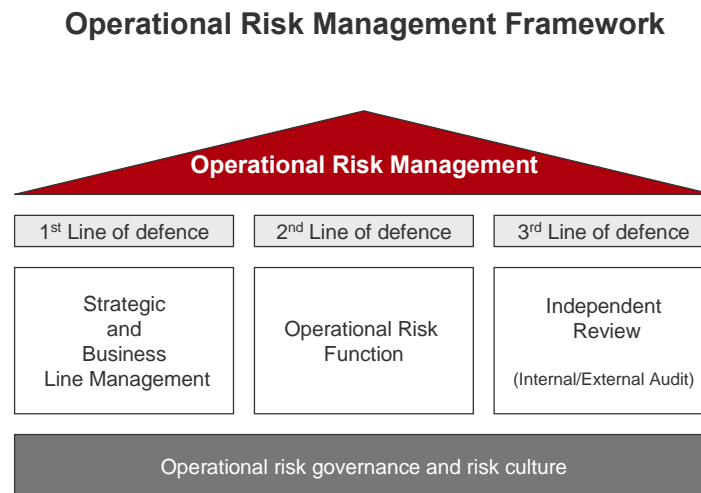 Operational Risk Management Framework
Operational Risk Management
1st Line of defence
2nd Line of defence
3rd Line of defence
Strategic
and
Business
Line Management
Operational Risk
Function
Independent
Review
(Internal/External Audit)
Operational risk governance and risk culture